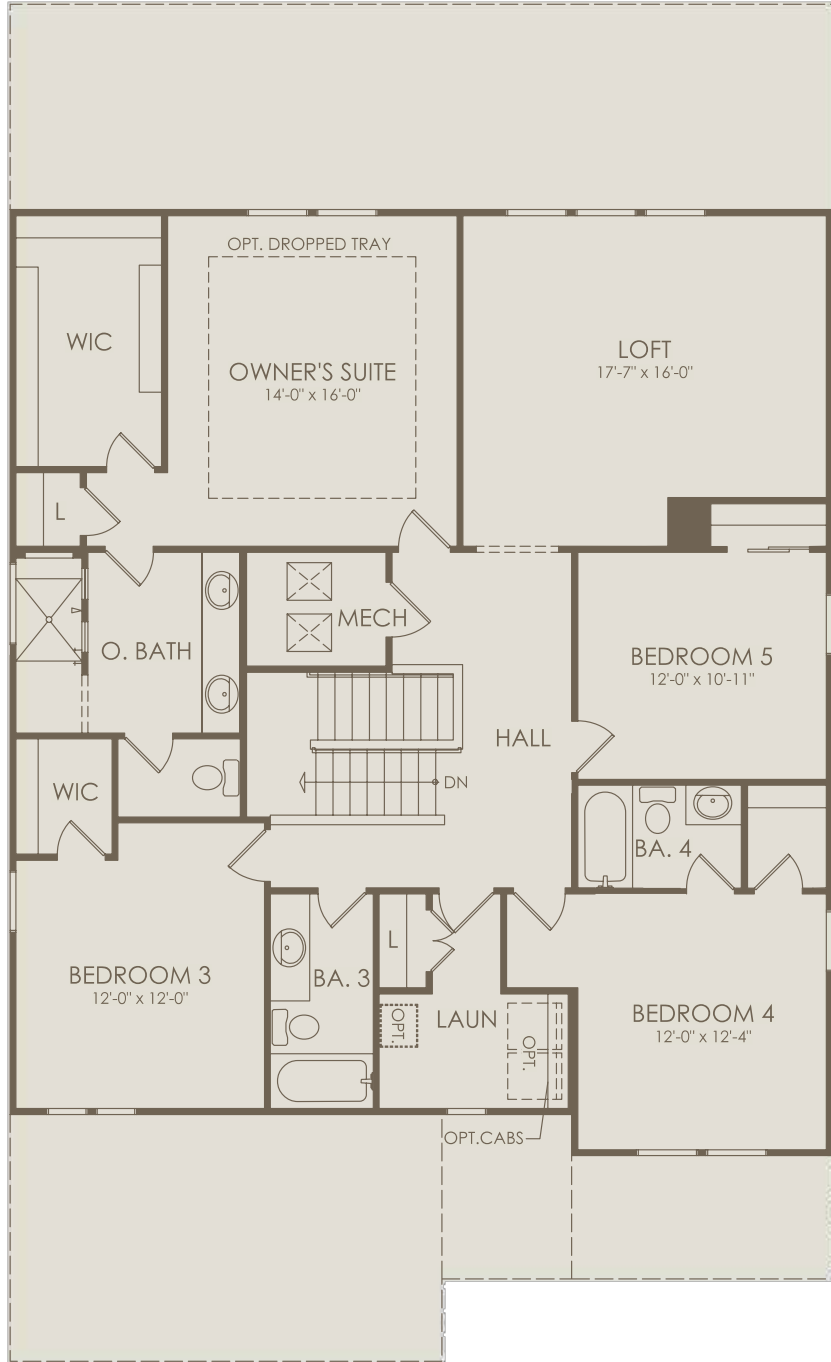 OPT. DROPPED TRAY
WIC
OWNER'S SUITE
14'-0" x 16'-0"
LOFT
17'-7" x 16'-0"
L
MECH
O. BATH
BEDROOM 5
12'-0" x 10'-11"
HALL
DN
WIC
BA. 4
L
BA. 3
BEDROOM 3
12'-0" x 12'-0"
LAUN
OPT.
OPT.
BEDROOM 4
12'-0" x 12'-4"
OPT.CABS